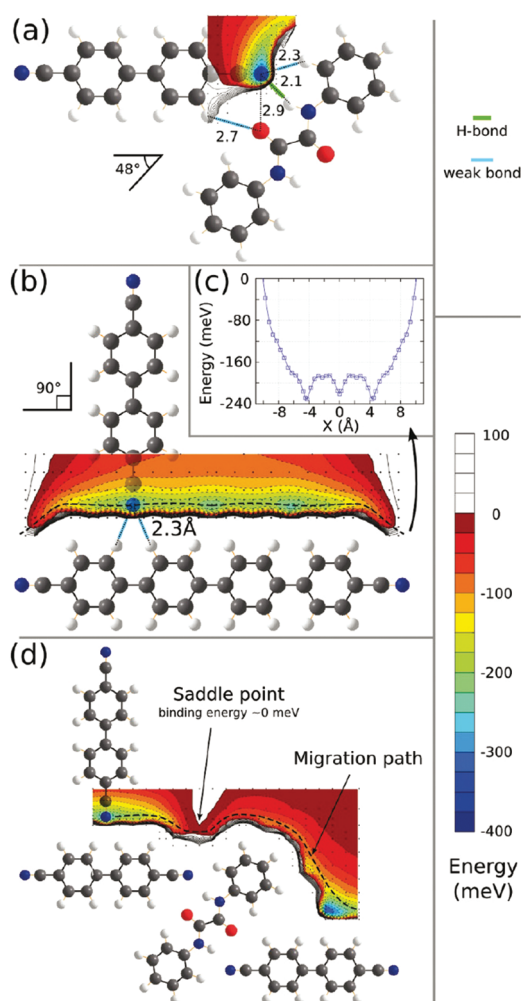 (a)
2.3
2.1
2.9
2.7
48°
H-bond
weak bond
(b)
90°
2.3Å
(c)
Energy (meV)
0
-80
-160
-240
-8
-4
0
4
8
X (Å)
100
0
-100
-200
-300
-400
Energy
(meV)
(d)
Saddle point
binding energy ~0 meV
Migration path